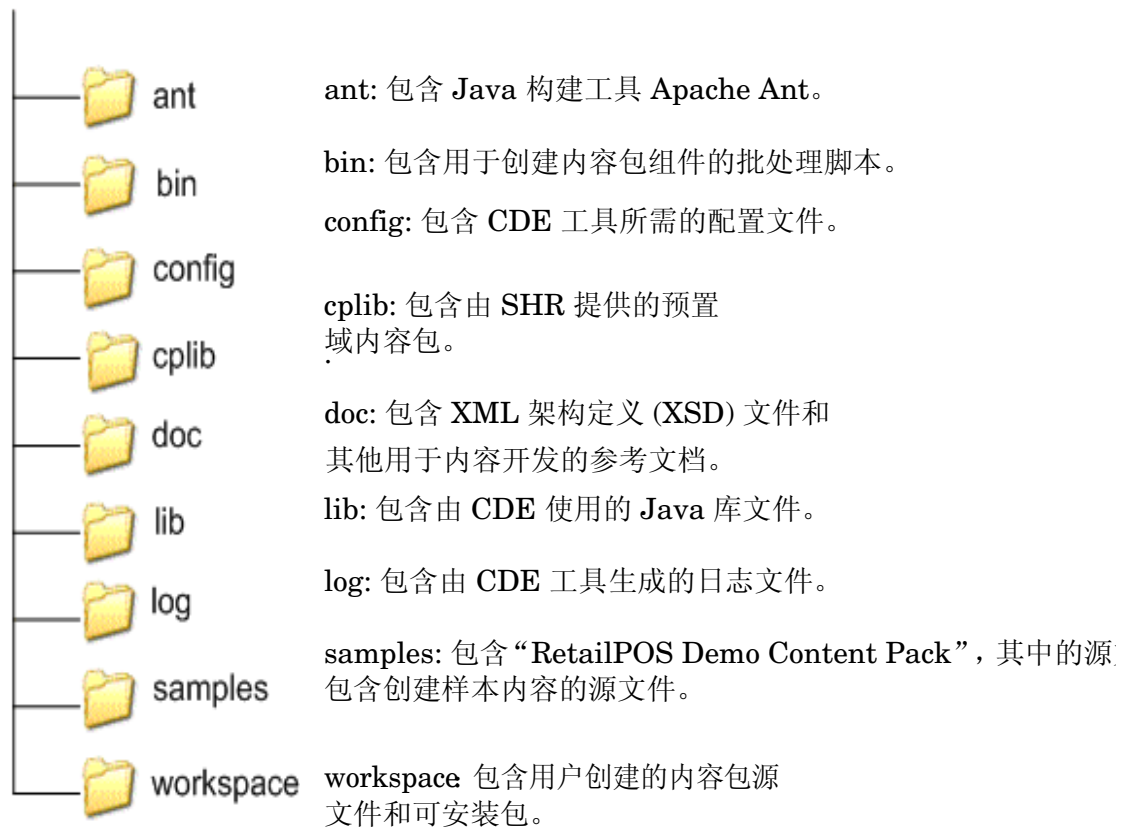 ant
ant: 包含 Java 构建工具 Apache Ant。
bin
bin: 包含用于创建内容包组件的批处理脚本。
config
config: 包含 CDE 工具所需的配置文件。
cplib
cplib: 包含由 SHR 提供的预置
域内容包。
.
doc
doc: 包含 XML 架构定义 (XSD) 文件和
其他用于内容开发的参考文档。
lib
lib: 包含由 CDE 使用的 Java 库文件。
log
log: 包含由 CDE 工具生成的日志文件。
samples
samples: 包含“RetailPOS Demo Content Pack”，其中的源
包含创建样本内容的源文件。
workspace
workspace: 包含用户创建的内容包源
文件和可安装包。